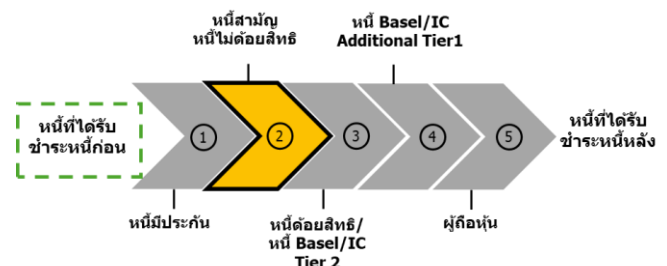 หนี้สามัญ
หนี้ไม่ด้อยสิทธิ
หนี้ Basel/IC
Additional Tier1
หนี้ที่ได้รับ
ชำระหนี้ก่อน
1
2
3
4
5
หนี้ที่ได้รับ
ชำระหนี้หลัง
หนี้มีประกัน
หนี้ด้อยสิทธิ/
หนี้ Basel/IC
Tier 2
ผู้ถือหุ้น